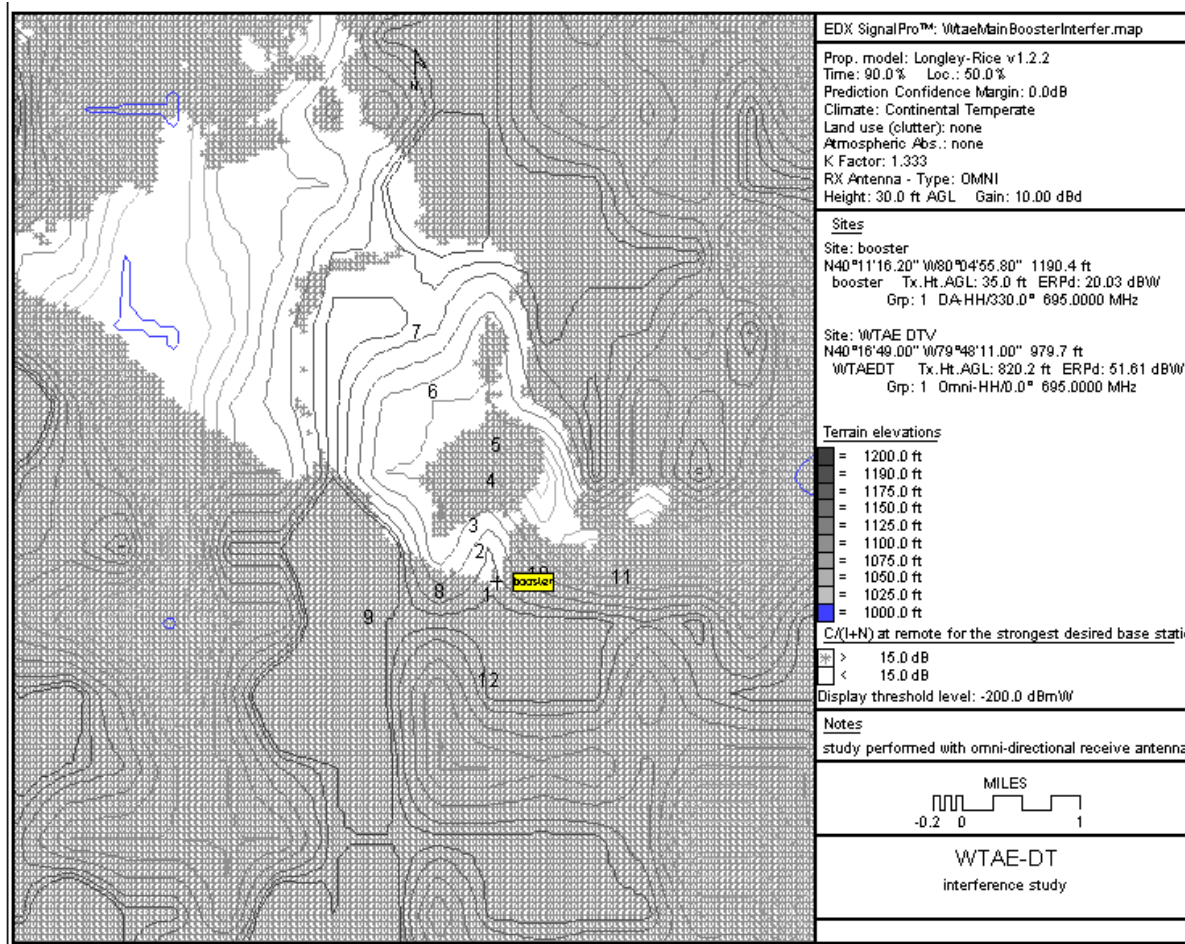 EDX SignalPro™: WtaeMainBoosterInterfer.map
Prop. model: Longley-Rice v1.2.2
Time: 90.0% Loc.: 50.0%
Prediction Confidence Margin: 0.0dB
Climate: Continental Temperate
Land use (clutter): none
Atmospheric Abs.: none
K Factor: 1.333
RX Antenna - Type: OMNI
Height: 30.0 ft AGL Gain: 10.00 dBd
Sites
Site: booster
N40°11'16.20" W80°04'55.80" 1190.4 ft
booster Tx.Ht.AGL: 35.0 ft ERPd: 20.03 dBW
Grp: 1 DA-HH/330.0° 695.0000 MHz
Site: WTAE DTV
N40°16'49.00" W79°48'11.00" 979.7 ft
WTAEDT Tx.Ht.AGL: 820.2 ft ERPd: 51.61 dBW
Grp: 1 Omni-HH/0.0° 695.0000 MHz
Terrain elevations
= 1200.0 ft
= 1190.0 ft
= 1175.0 ft
= 1150.0 ft
= 1125.0 ft
= 1100.0 ft
= 1075.0 ft
= 1050.0 ft
= 1025.0 ft
= 1000.0 ft
C/(I+N) at remote for the strongest desired base static
> 15.0 dB
< 15.0 dB
Display threshold level: -200.0 dBmW
Notes
study performed with omni-directional receive antenna
MILES
-0.2 0 1
WTAE-DT
interference study
N
7
6
5
4
3
2
1
booster
10
11
8
9
12